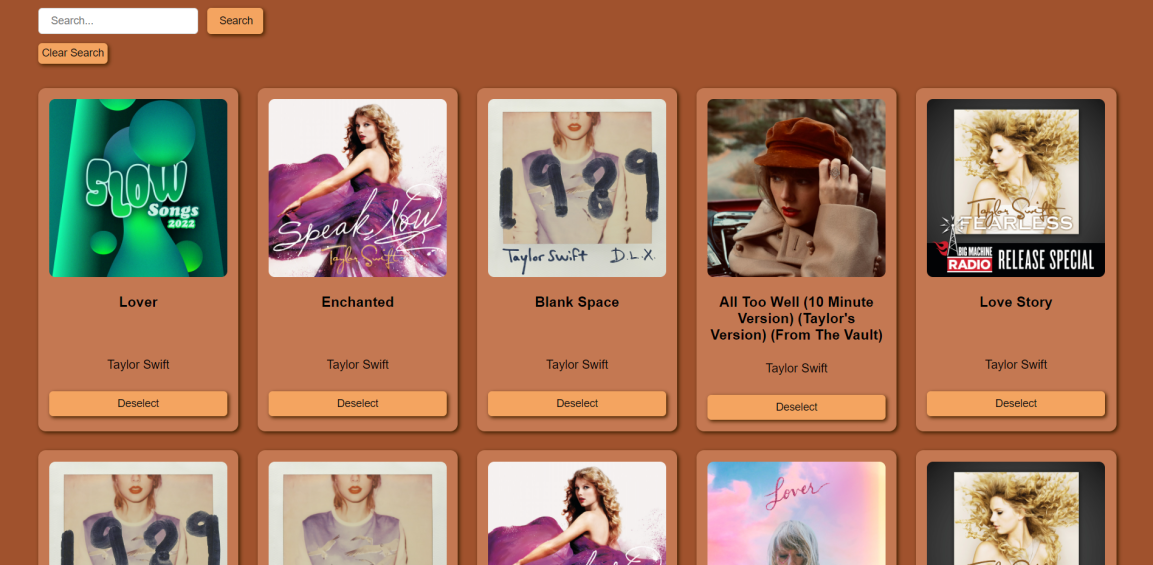 Search...
Search
Clear Search
SLOW
Songs
2022
Speak Now
Taylor Swift
1989
Taylor Swift D.L.X.
Taylor Swift
FEARLESS
BIG MACHINE
RADIO RELEASE SPECIAL
Lover
Enchanted
Blank Space
All Too Well (10 Minute
Version) (Taylor's
Version) (From The Vault)
Love Story
Taylor Swift
Taylor Swift
Taylor Swift
Taylor Swift
Taylor Swift
Deselect
Deselect
Deselect
Deselect
Deselect
1989
Lover